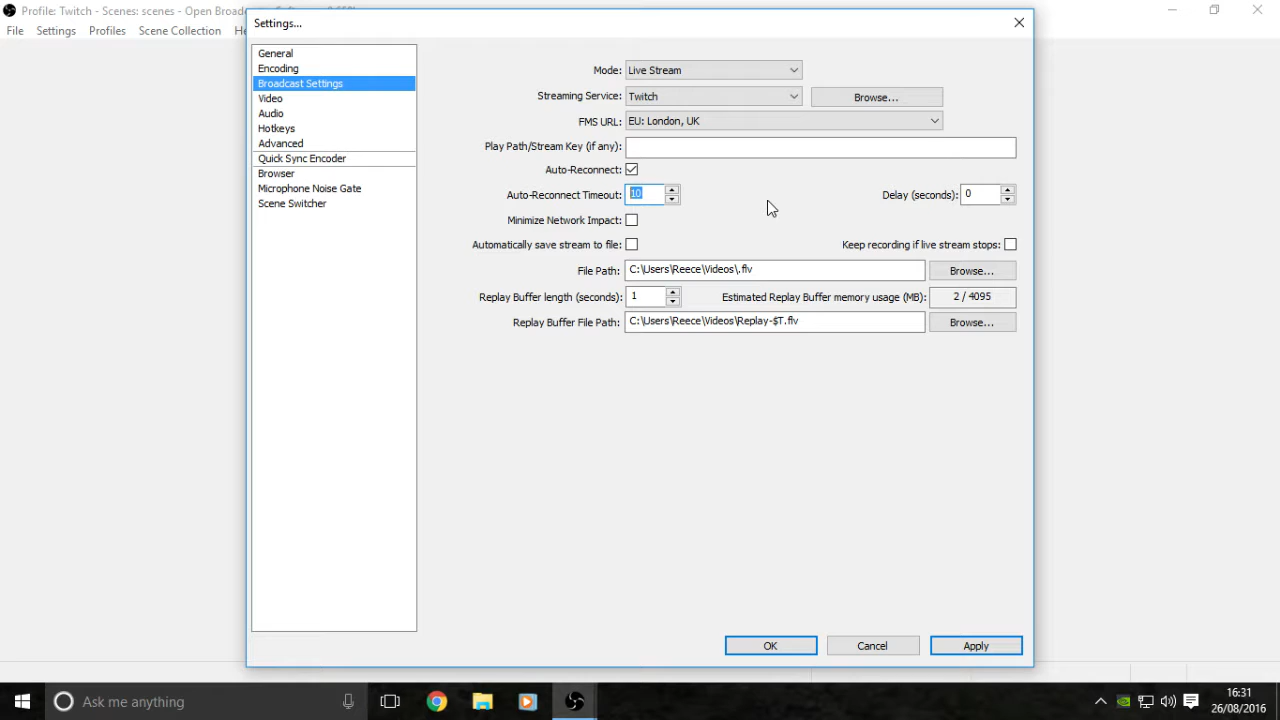 Profile: Twitch - Scenes: scenes - Open Broadc
Settings...
File Settings Profiles Scene Collection He
General
Encoding
Broadcast Settings
Video
Audio
Hotkeys
Advanced
Quick Sync Encoder
Browser
Microphone Noise Gate
Scene Switcher
Mode: Live Stream
Streaming Service: Twitch Browse...
FMS URL: EU: London, UK
Play Path/Stream Key (if any):
Auto-Reconnect:
Auto-Reconnect Timeout: 10 Delay (seconds): 0
Minimize Network Impact:
Automatically save stream to file: Keep recording if live stream stops:
File Path: C:\Users\Reece\Videos\.flv Browse...
Replay Buffer length (seconds): 1 Estimated Replay Buffer memory usage (MB): 2 / 4095
Replay Buffer File Path: C:\Users\Reece\Videos\Replay-$T.flv Browse...
OK Cancel Apply
Ask me anything
16:31
26/08/2016